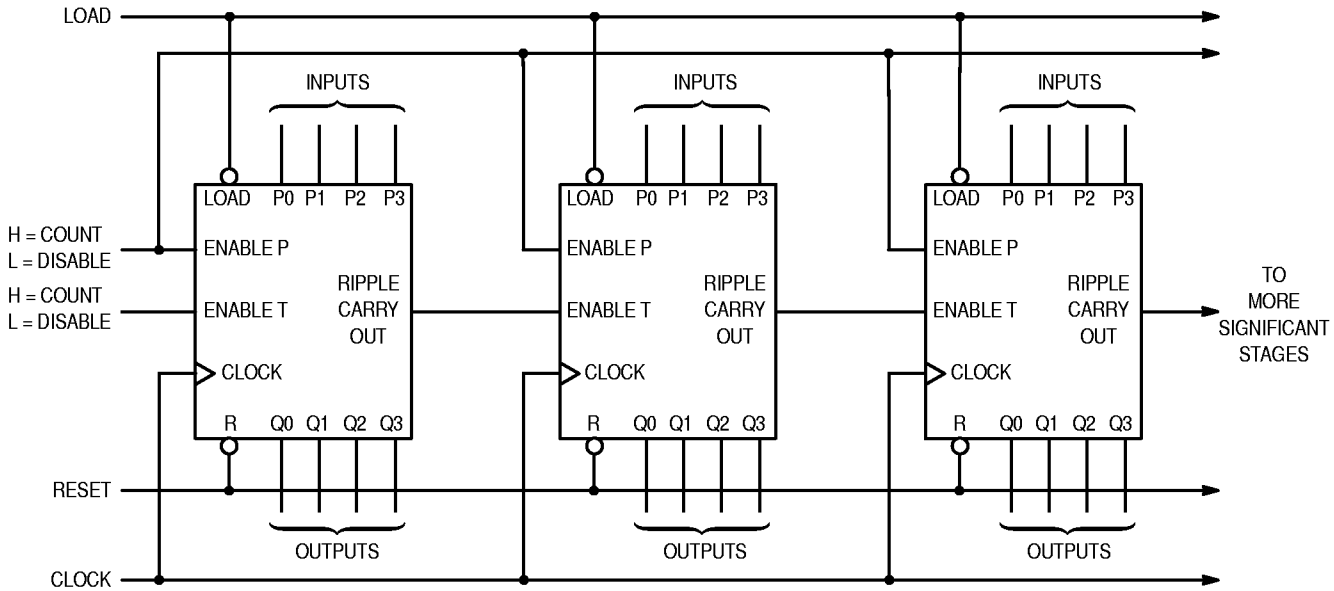 LOAD
INPUTS INPUTS INPUTS
LOAD P0 P1 P2 P3 LOAD P0 P1 P2 P3 LOAD P0 P1 P2 P3
H = COUNT
L = DISABLE
ENABLE P ENABLE P ENABLE P
H = COUNT
L = DISABLE
ENABLE T ENABLE T ENABLE T
RIPPLE
CARRY
OUT
RIPPLE
CARRY
OUT
RIPPLE
CARRY
OUT
TO
MORE
SIGNIFICANT
STAGES
CLOCK CLOCK CLOCK
R Q0 Q1 Q2 Q3 R Q0 Q1 Q2 Q3 R Q0 Q1 Q2 Q3
RESET
OUTPUTS OUTPUTS OUTPUTS
CLOCK